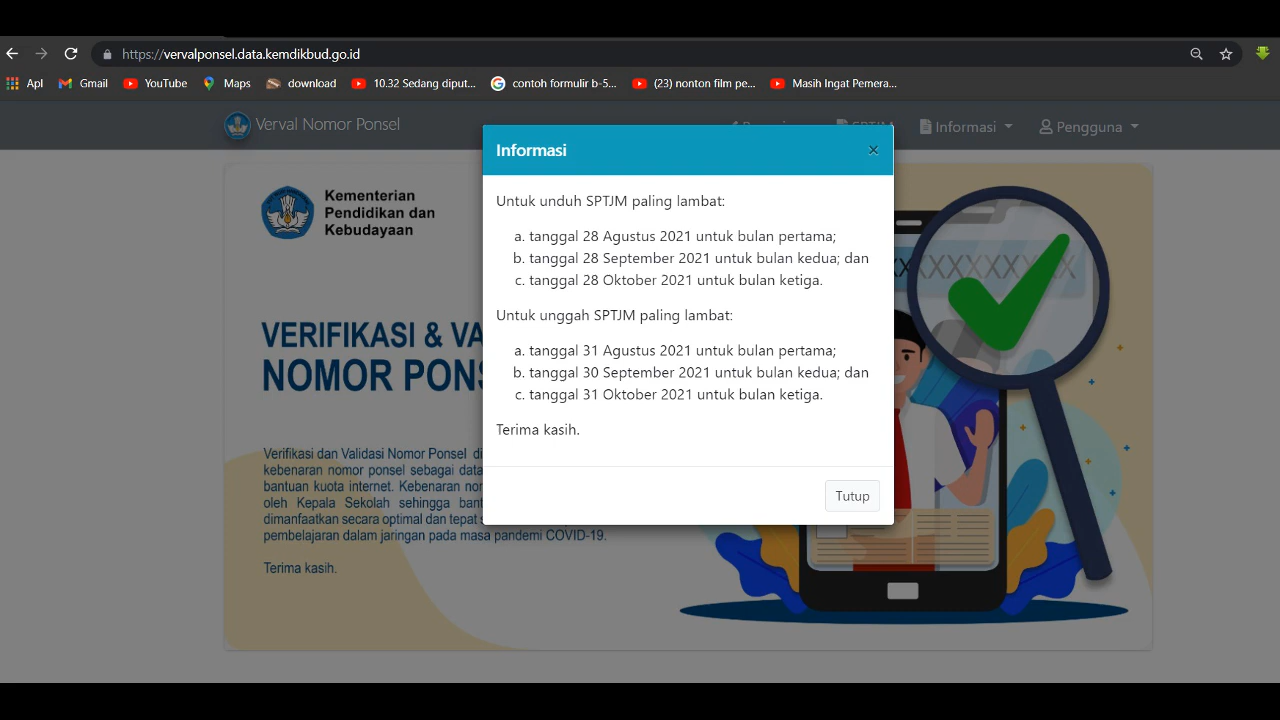 https://vervalponsel.data.kemdikbud.go.id
Apl Gmail YouTube Maps download 10.32 Sedang diput... contoh formulir b-5... (23) nonton film pe... Masih Ingat Pemera...
Verval Nomor Ponsel SPTJM Informasi Pengguna
Informasi ×
Untuk unduh SPTJM paling lambat:
a. tanggal 28 Agustus 2021 untuk bulan pertama;
b. tanggal 28 September 2021 untuk bulan kedua; dan
c. tanggal 28 Oktober 2021 untuk bulan ketiga.
Untuk unggah SPTJM paling lambat:
a. tanggal 31 Agustus 2021 untuk bulan pertama;
b. tanggal 30 September 2021 untuk bulan kedua; dan
c. tanggal 31 Oktober 2021 untuk bulan ketiga.
Terima kasih.
Tutup
Kementerian
Pendidikan dan
Kebudayaan
VERIFIKASI & VA
NOMOR PONS
Verifikasi dan Validasi Nomor Ponsel di
kebenaran nomor ponsel sebagai data
bantuan kuota internet. Kebenaran nor
oleh Kepala Sekolah sehingga bant
dimanfaatkan secara optimal dan tepat s
pembelajaran dalam jaringan pada masa pandemi COVID-19.
Terima kasih.
XXXXXXXXXX